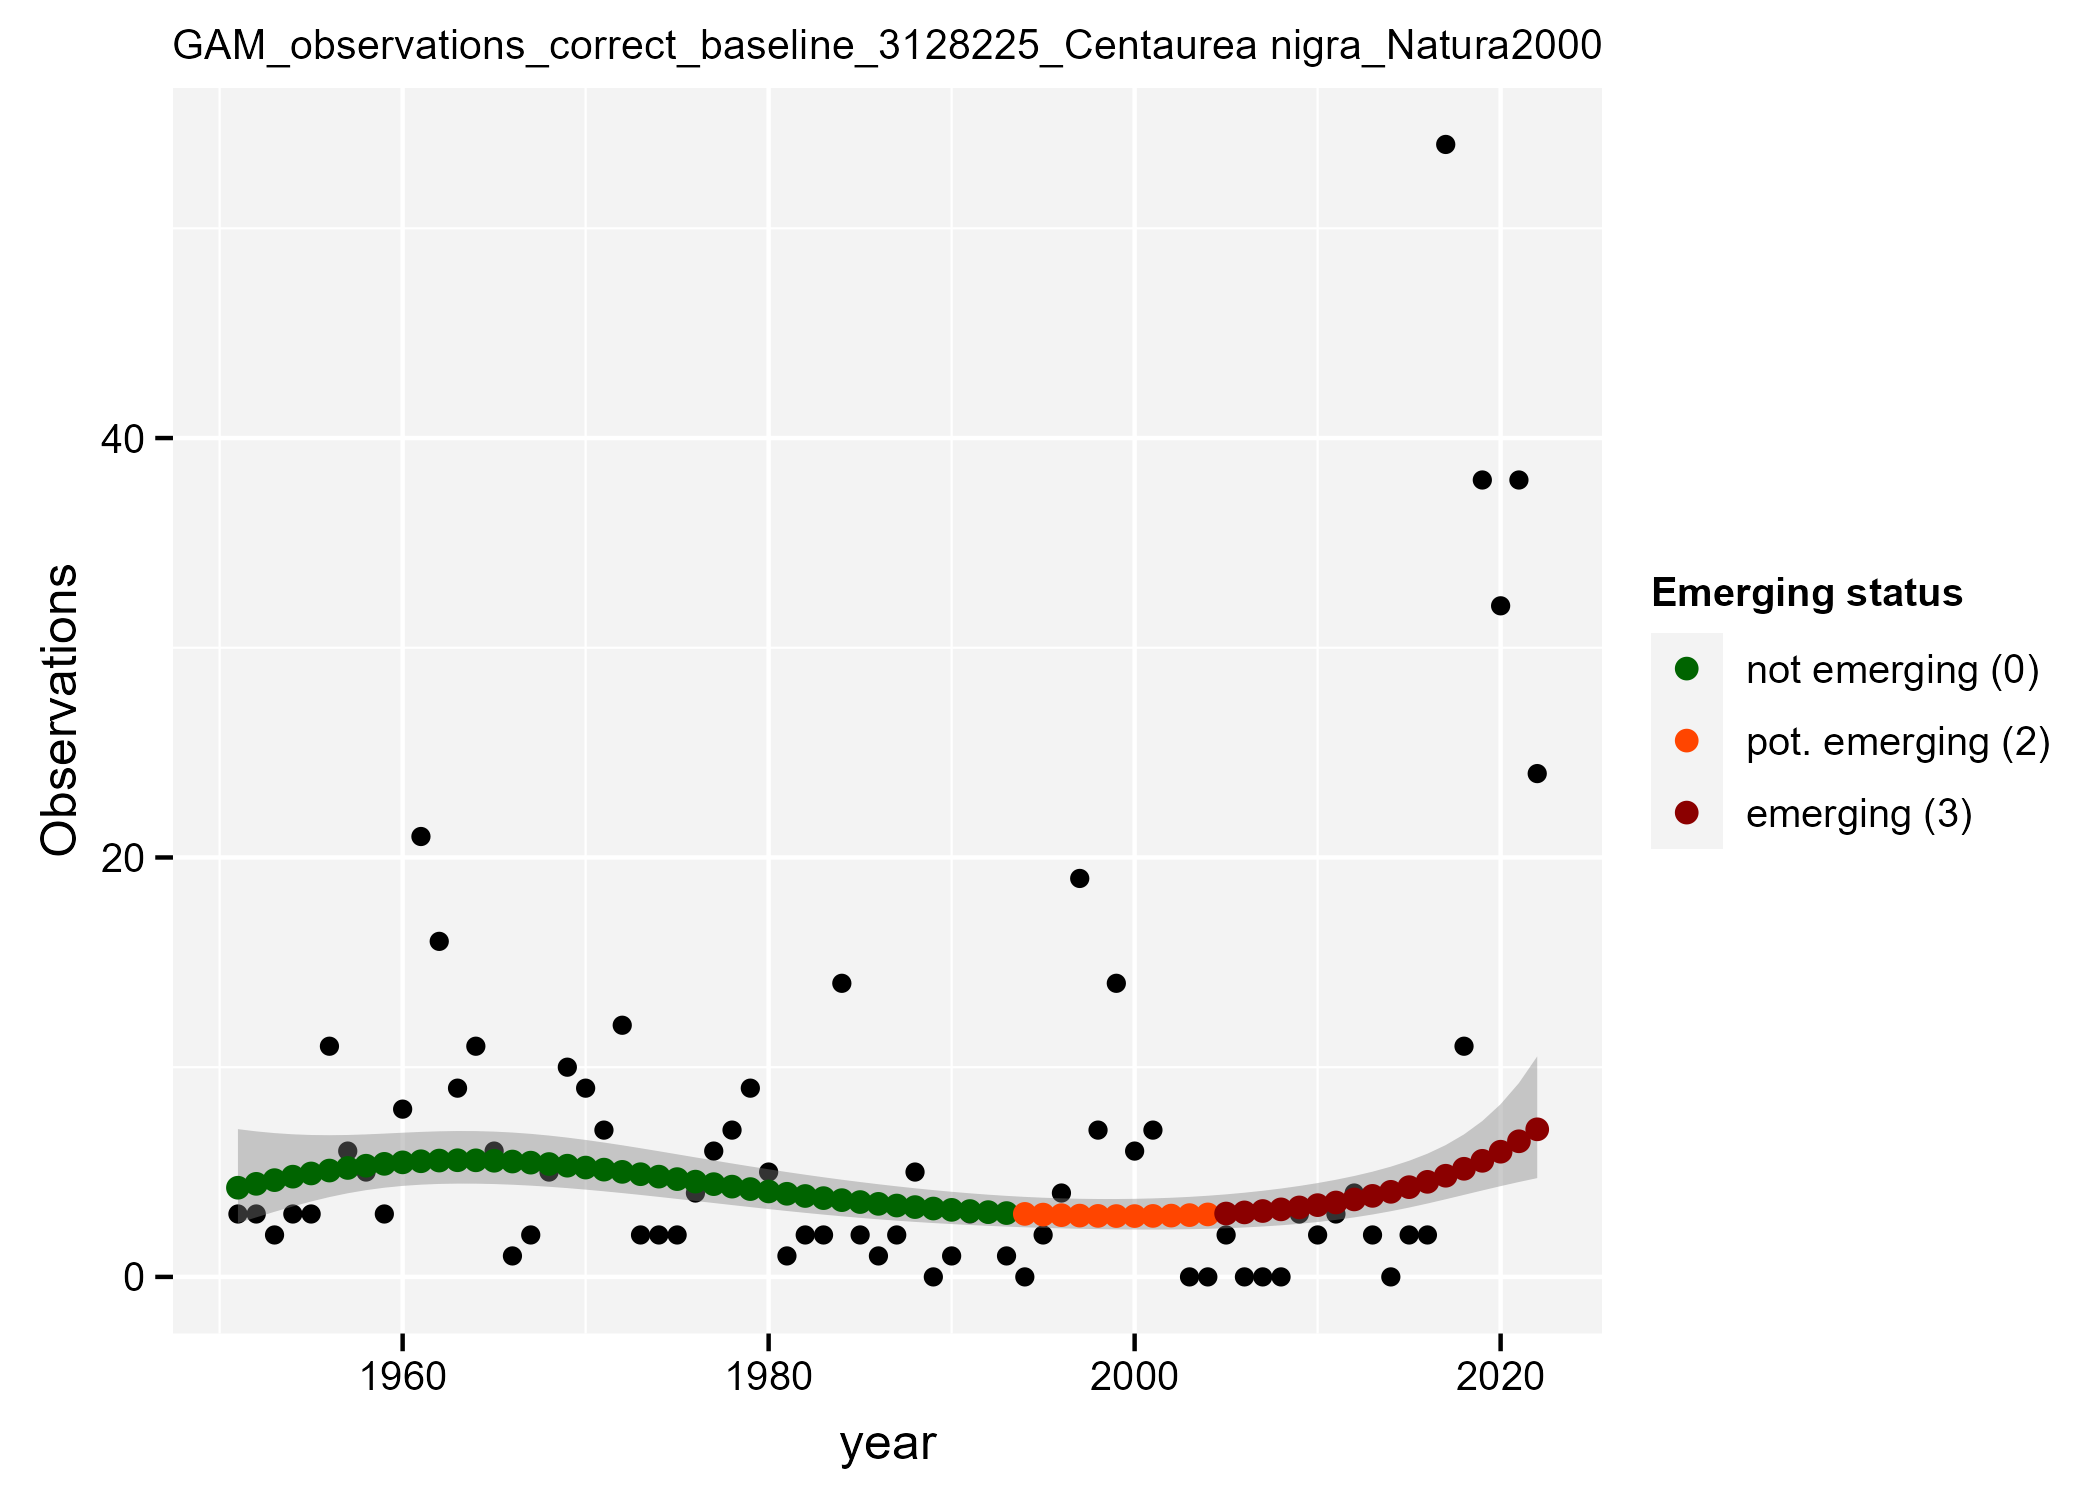 GAM_observations_correct_baseline_3128225_Centaurea nigra_Natura2000
Observations
40
20
0
1960
1980
2000
2020
year
Emerging status
not emerging (0)
pot. emerging (2)
emerging (3)